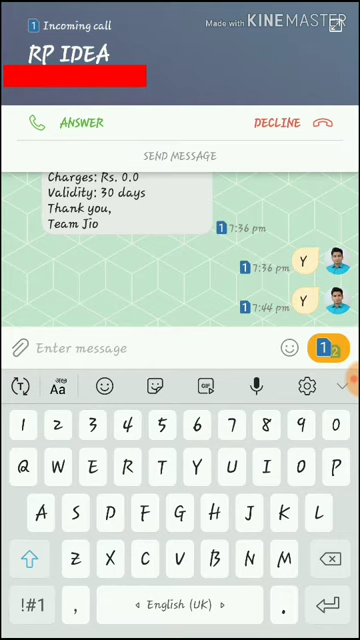 1 Incoming call
Made with KINEMASTER
RP IDEA
ANSWER
DECLINE
SEND MESSAGE
Charges: Rs. 0.0
Validity: 30 days
Thank you,
Team Jio
1 7:36 pm
1 7:36 pm Y
1 7:44 pm Y
Enter message
1 2
T Aa GIF
1 2 3 4 5 6 7 8 9 0
Q W E R T Y U I O P
A S D F G H J K L
Z X C V B N M
!#1 , English (UK) .